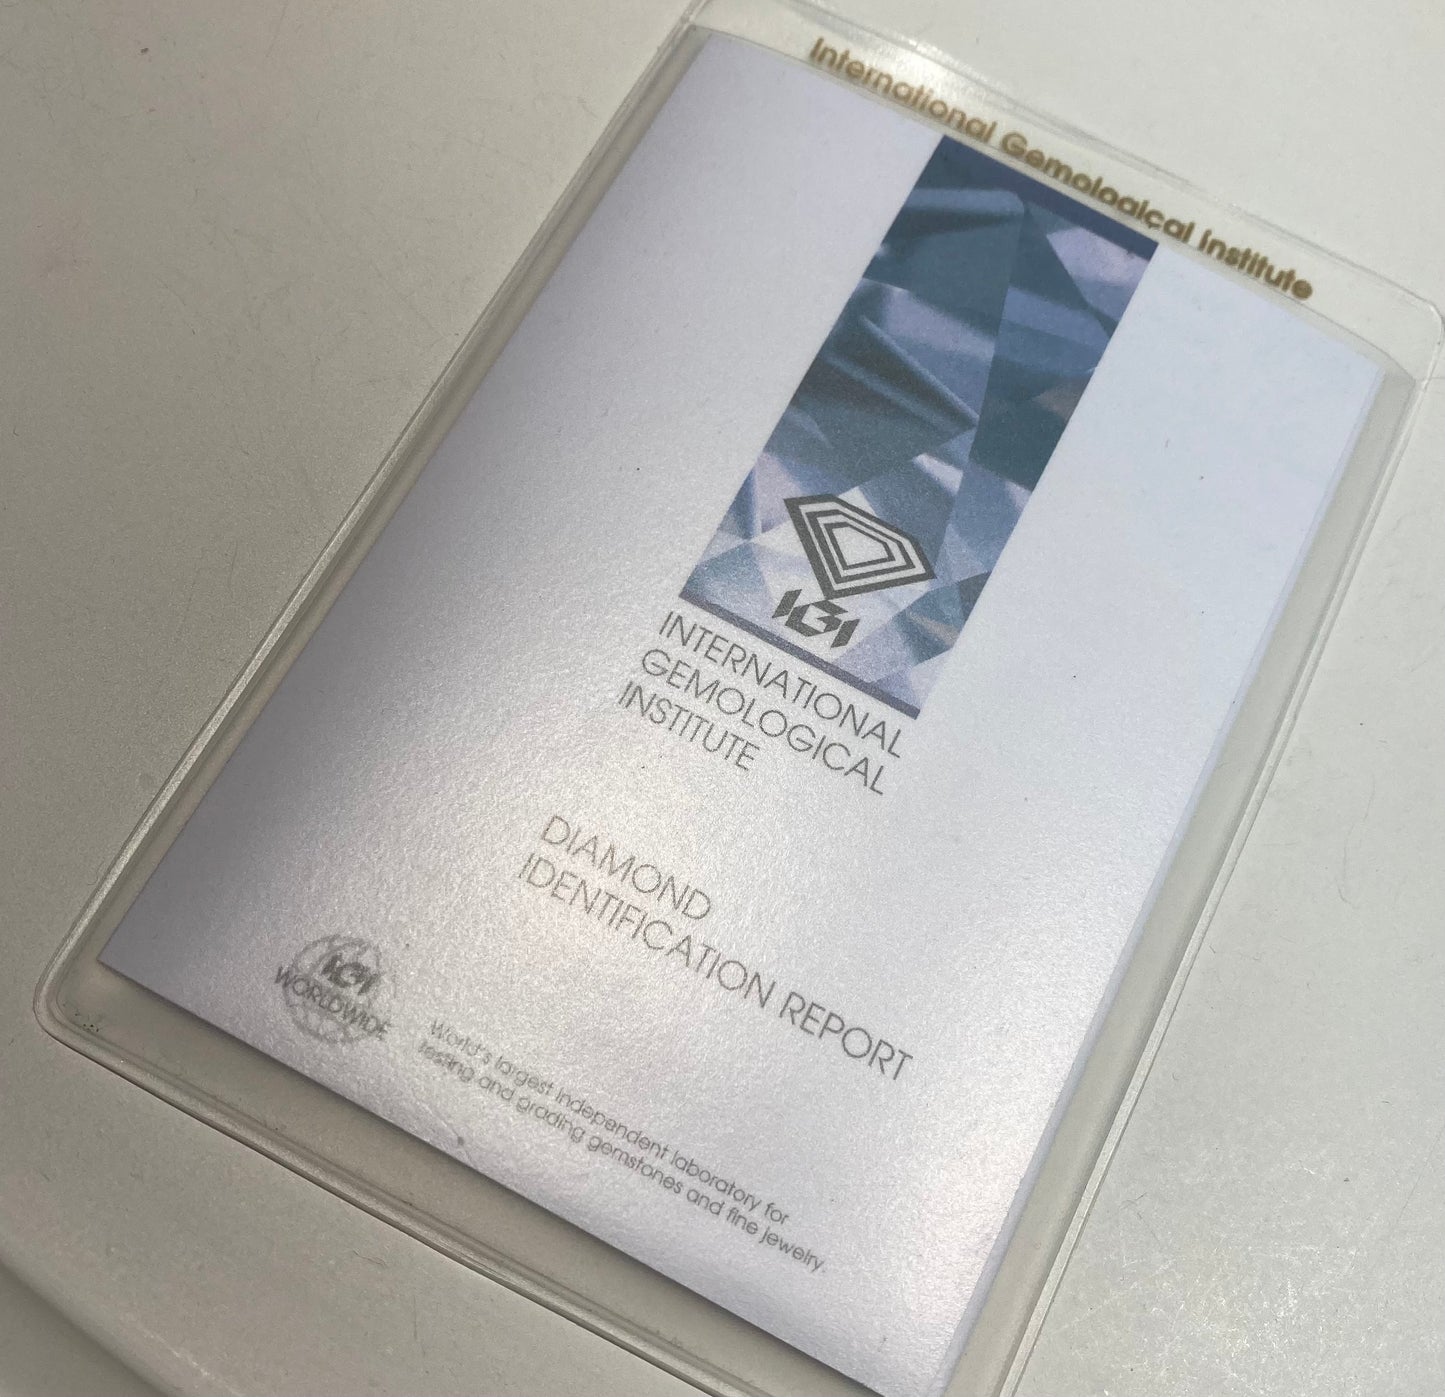 International Gemological Institute
IGI
INTERNATIONAL
GEMOLOGICAL
INSTITUTE
DIAMOND
IDENTIFICATION REPORT
IGI
WORLDWIDE
World's largest independent laboratory for
testing and grading gemstones and fine jewelry.